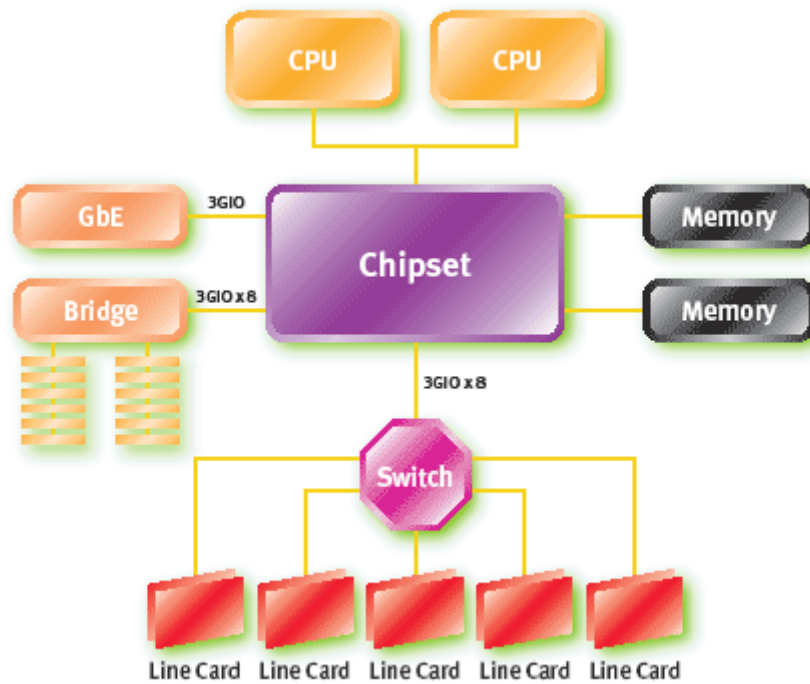 CPU CPU
GbE 3GIO Chipset Memory
Bridge 3GIO x 8 Memory
3GIO x 8
Switch
Line Card Line Card Line Card Line Card Line Card